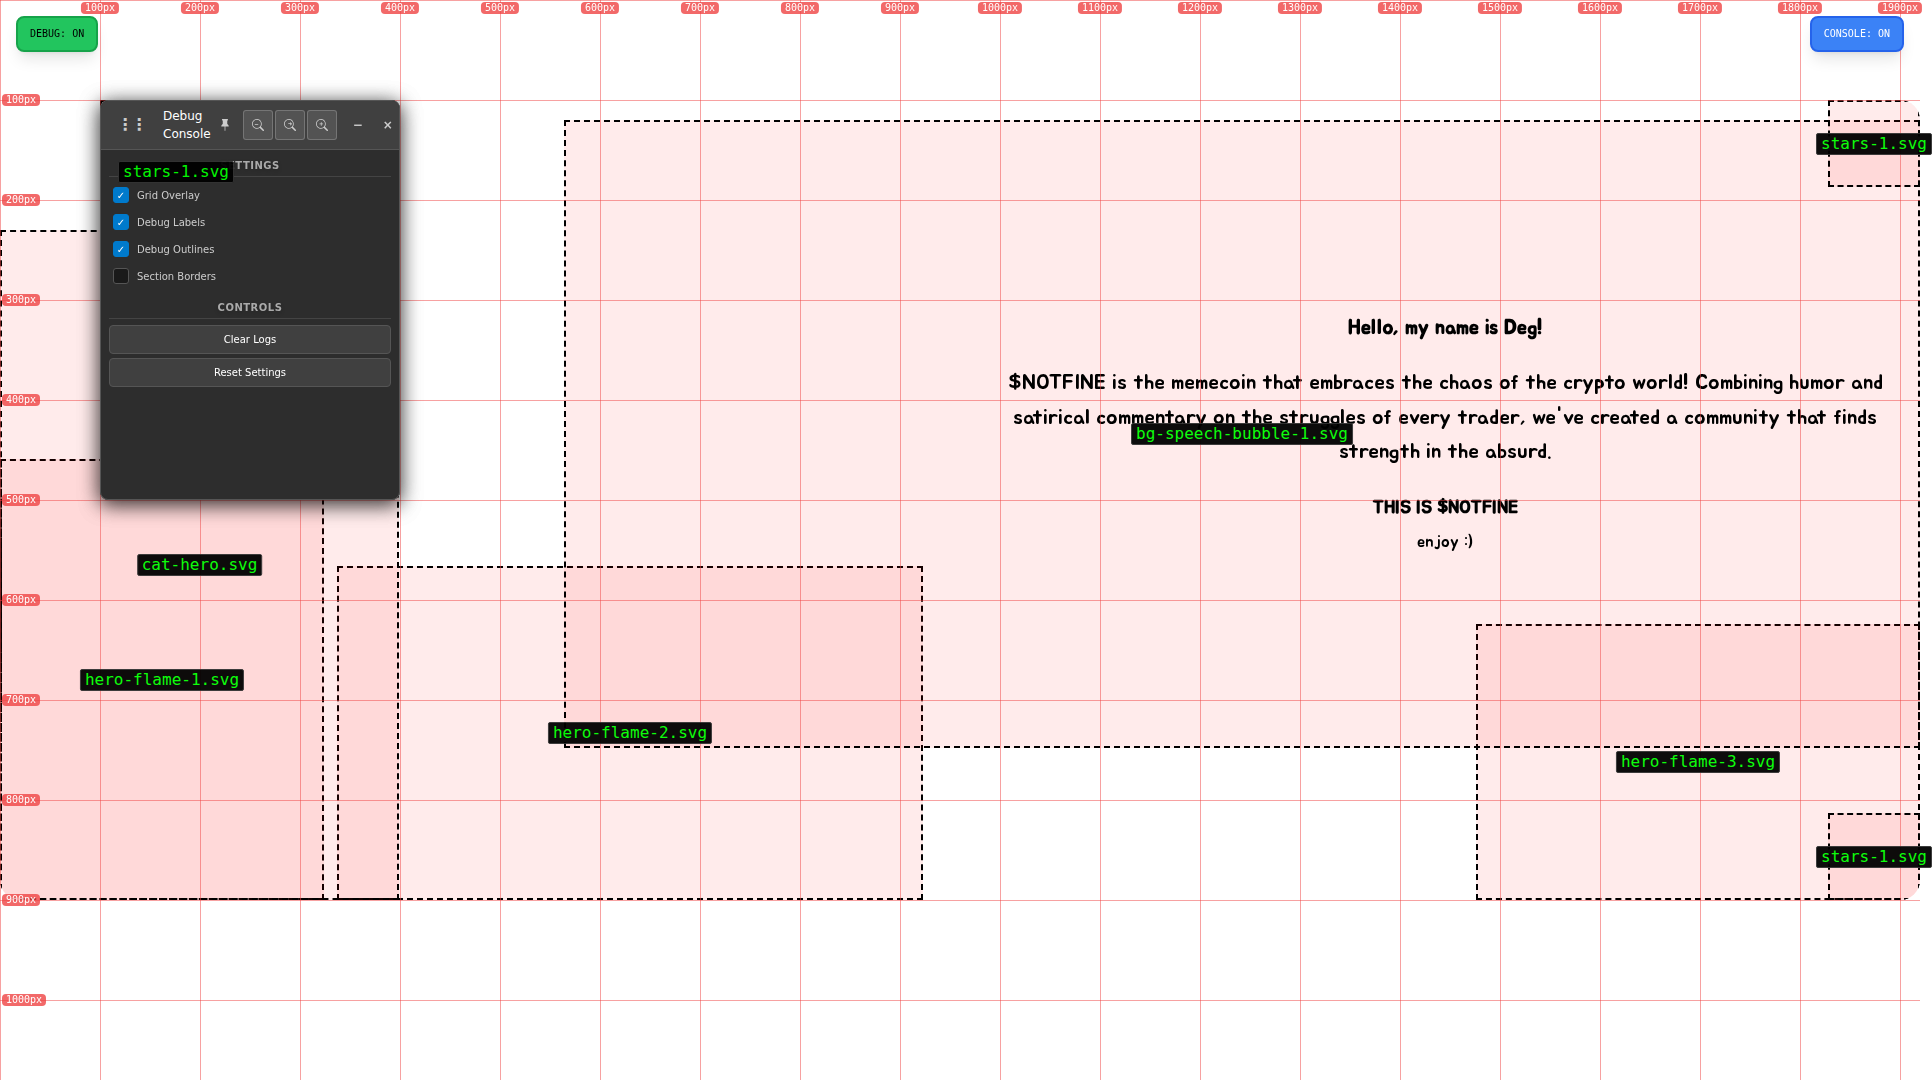 100px 200px 300px 400px 500px 600px 700px 800px 900px 1000px 1100px 1200px 1300px 1400px 1500px 1600px 1700px 1800px 1900px
DEBUG: ON
CONSOLE: ON
100px
Debug
Console
stars-1.svg
TTINGS
stars-1.svg
Grid Overlay
200px
Debug Labels
Debug Outlines
Section Borders
300px
CONTROLS
Clear Logs
Reset Settings
Hello, my name is Deg!
$NOTFINE is the memecoin that embraces the chaos of the crypto world! Combining humor and
400px
satirical commentary on the struggles of every trader, we've created a community that finds
bg-speech-bubble-1.svg
strength in the absurd.
500px
THIS IS $NOTFINE
enjoy :)
cat-hero.svg
600px
hero-flame-1.svg
700px
hero-flame-2.svg
hero-flame-3.svg
800px
stars-1.svg
900px
1000px